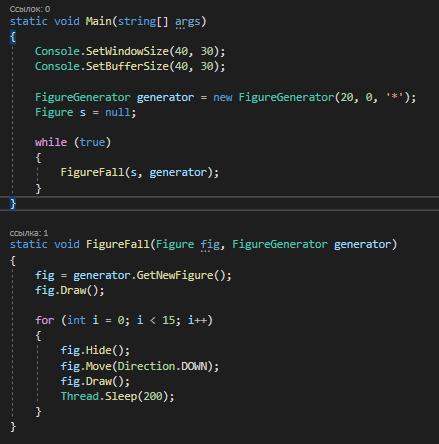 Ссылок: 0
static void Main(string[] args)
{
Console.SetWindowSize(40, 30);
Console.SetBufferSize(40, 30);
FigureGenerator generator = new FigureGenerator(20, 0, '*');
Figure s = null;
while (true)
{
FigureFall(s, generator);
}
}
ссылка: 1
static void FigureFall(Figure fig, FigureGenerator generator)
{
fig = generator.GetNewFigure();
fig.Draw();
for (int i = 0; i < 15; i++)
{
fig.Hide();
fig.Move(Direction.DOWN);
fig.Draw();
Thread.Sleep(200);
}
}